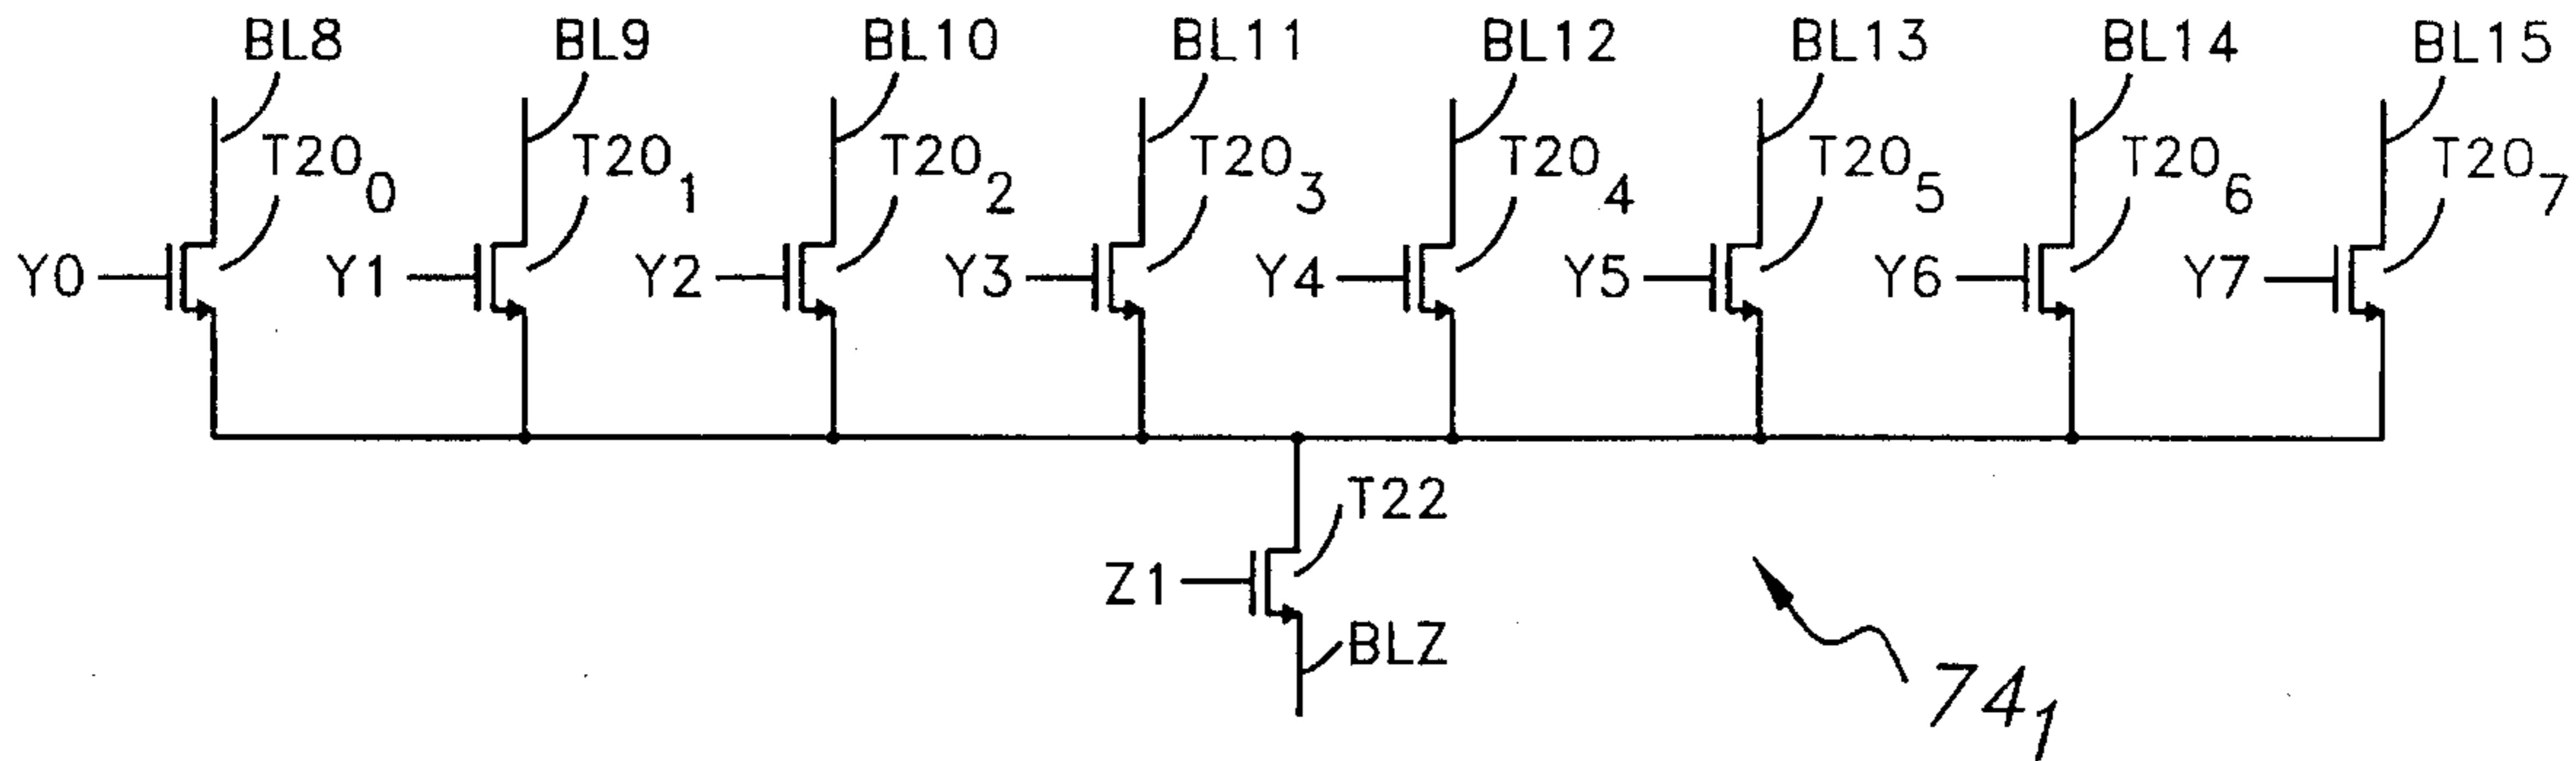 BL8 BL9 BL10 BL11 BL12 BL13 BL14 BL15
T20₀ T20₁ T20₂ T20₃ T20₄ T20₅ T20₆ T20₇
Y0 Y1 Y2 Y3 Y4 Y5 Y6 Y7
T22
Z1
BLZ
74₁